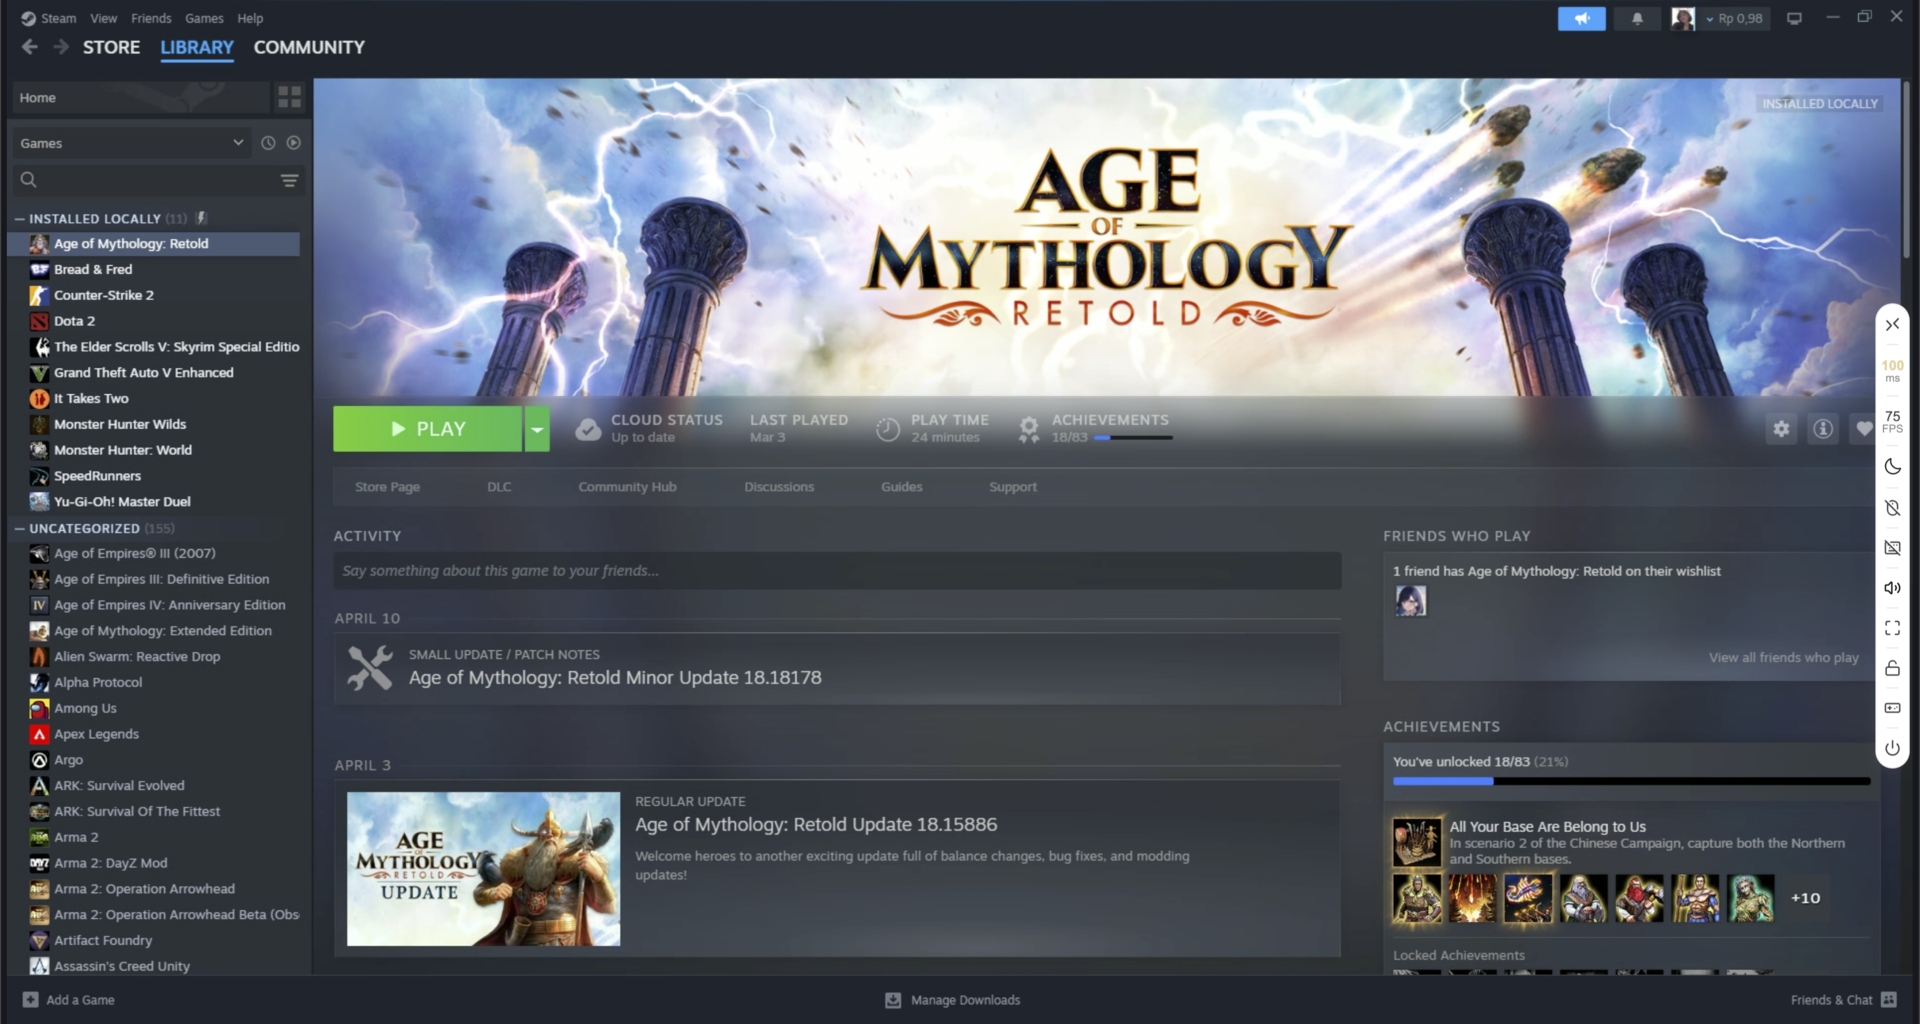 Steam View Friends Games Help
Rp 0,98
STORE LIBRARY COMMUNITY
Home
Games
INSTALLED LOCALLY (11)
Age of Mythology: Retold
Bread & Fred
Counter-Strike 2
Dota 2
The Elder Scrolls V: Skyrim Special Editio
Grand Theft Auto V Enhanced
It Takes Two
Monster Hunter Wilds
Monster Hunter: World
SpeedRunners
Yu-Gi-Oh! Master Duel
UNCATEGORIZED (155)
Age of Empires® III (2007)
Age of Empires III: Definitive Edition
Age of Empires IV: Anniversary Edition
Age of Mythology: Extended Edition
Alien Swarm: Reactive Drop
Alpha Protocol
Among Us
Apex Legends
Argo
ARK: Survival Evolved
ARK: Survival Of The Fittest
Arma 2
Arma 2: DayZ Mod
Arma 2: Operation Arrowhead
Arma 2: Operation Arrowhead Beta (Obs
Artifact Foundry
Assassin's Creed Unity
INSTALLED LOCALLY
AGE
OF
MYTHOLOGY
RETOLD
PLAY
CLOUD STATUS
Up to date
LAST PLAYED
Mar 3
PLAY TIME
24 minutes
ACHIEVEMENTS
18/83
Store Page DLC Community Hub Discussions Guides Support
ACTIVITY
Say something about this game to your friends...
APRIL 10
SMALL UPDATE / PATCH NOTES
Age of Mythology: Retold Minor Update 18.18178
APRIL 3
AGE
OF
MYTHOLOGY
RETOLD
UPDATE
REGULAR UPDATE
Age of Mythology: Retold Update 18.15886
Welcome heroes to another exciting update full of balance changes, bug fixes, and modding
updates!
FRIENDS WHO PLAY
1 friend has Age of Mythology: Retold on their wishlist
View all friends who play
ACHIEVEMENTS
You've unlocked 18/83 (21%)
All Your Base Are Belong to Us
In scenario 2 of the Chinese Campaign, capture both the Northern
and Southern bases.
+10
Locked Achievements
100
ms
75
FPS
Add a Game
Manage Downloads
Friends & Chat